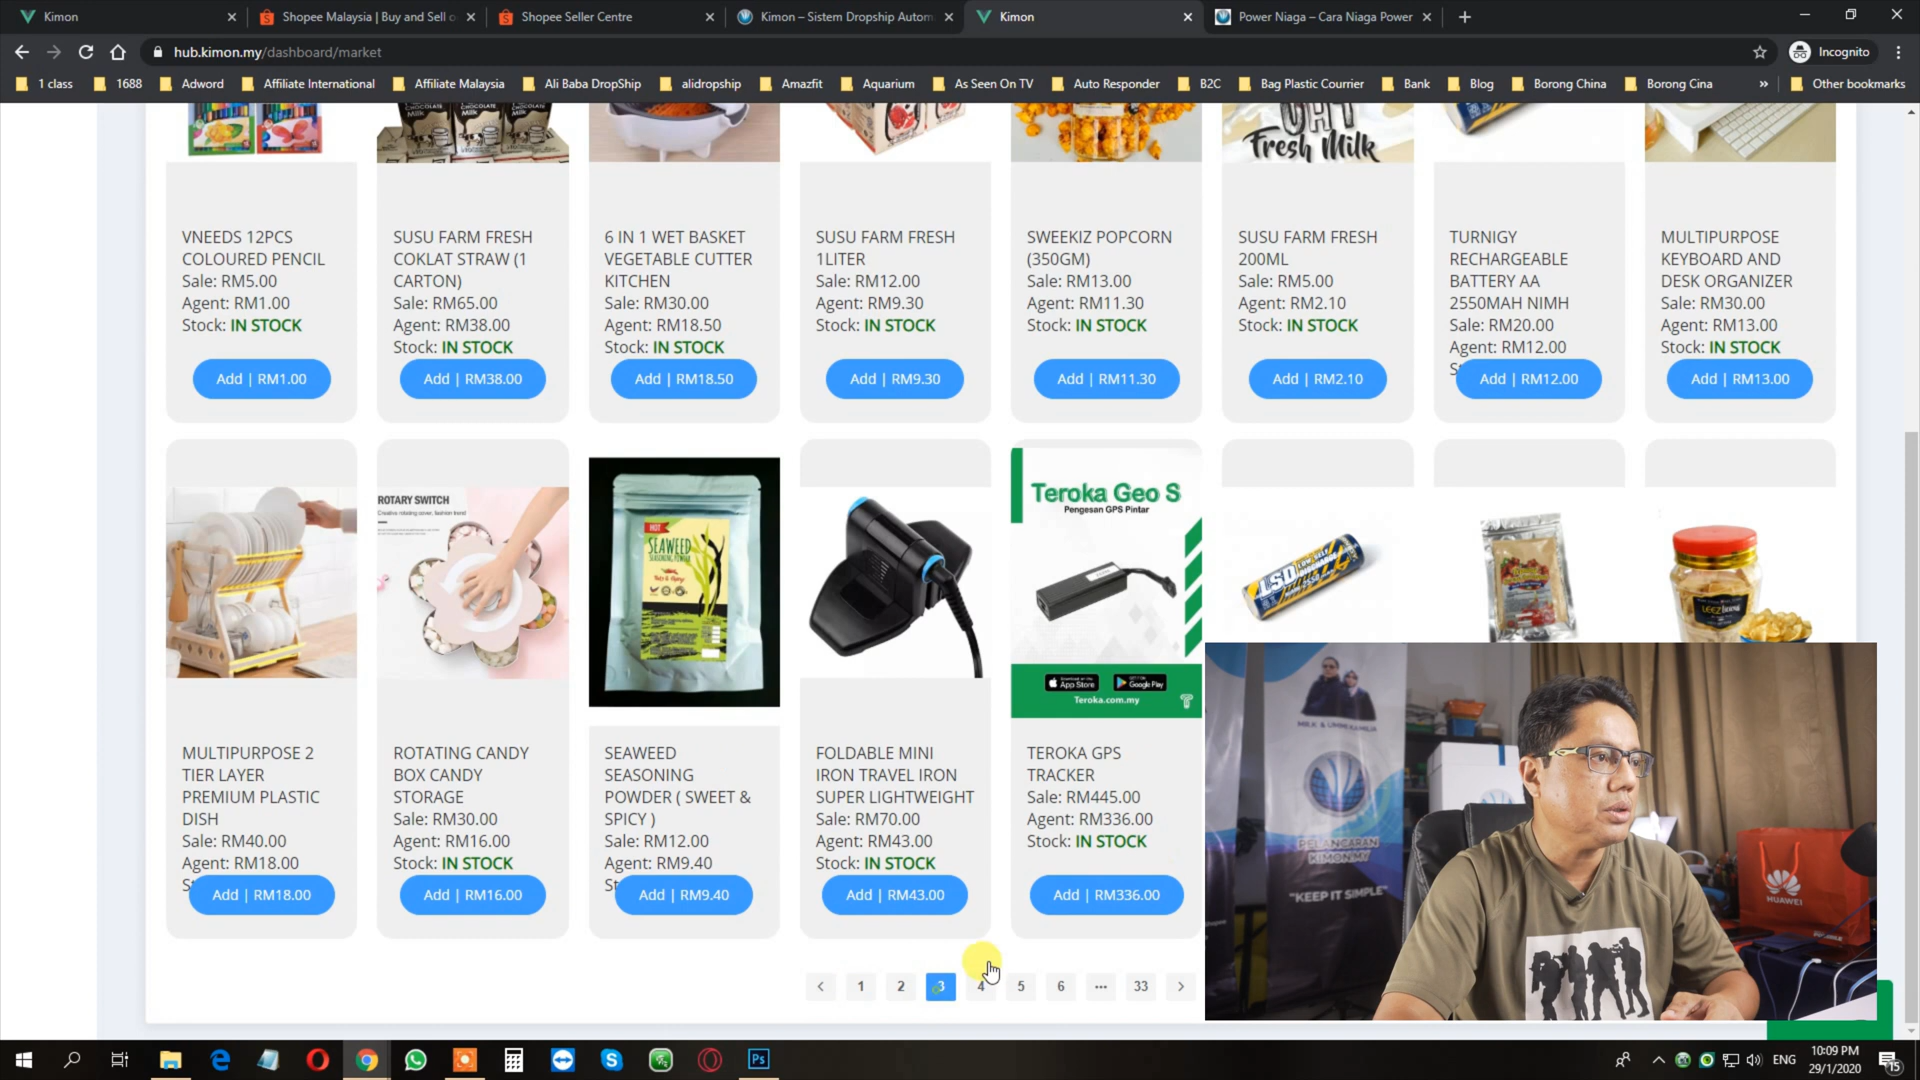 Kimon
Shopee Malaysia | Buy and Sell o
Shopee Seller Centre
Kimon – Sistem Dropship Autom
Kimon
Power Niaga – Cara Niaga Power
hub.kimon.my/dashboard/market
Incognito
1 class
1688
Adword
Affiliate International
Affiliate Malaysia
Ali Baba DropShip
alidropship
Amazfit
Aquarium
As Seen On TV
Auto Responder
B2C
Bag Plastic Courrier
Bank
Blog
Borong China
Borong Cina
»
Other bookmarks
UHT
Fresh Milk
VNEEDS 12PCS
COLOURED PENCIL
Sale: RM5.00
Agent: RM1.00
Stock: IN STOCK
Add | RM1.00
SUSU FARM FRESH
COKLAT STRAW (1
CARTON)
Sale: RM65.00
Agent: RM38.00
Stock: IN STOCK
Add | RM38.00
6 IN 1 WET BASKET
VEGETABLE CUTTER
KITCHEN
Sale: RM30.00
Agent: RM18.50
Stock: IN STOCK
Add | RM18.50
SUSU FARM FRESH
1LITER
Sale: RM12.00
Agent: RM9.30
Stock: IN STOCK
Add | RM9.30
SWEEKIZ POPCORN
(350GM)
Sale: RM13.00
Agent: RM11.30
Stock: IN STOCK
Add | RM11.30
SUSU FARM FRESH
200ML
Sale: RM5.00
Agent: RM2.10
Stock: IN STOCK
Add | RM2.10
TURNIGY
RECHARGEABLE
BATTERY AA
2550MAH NIMH
Sale: RM20.00
Agent: RM12.00
Add | RM12.00
MULTIPURPOSE
KEYBOARD AND
DESK ORGANIZER
Sale: RM30.00
Agent: RM13.00
Stock: IN STOCK
Add | RM13.00
MULTIPURPOSE 2
TIER LAYER
PREMIUM PLASTIC
DISH
Sale: RM40.00
Agent: RM18.00
Add | RM18.00
ROTARY SWITCH
ROTATING CANDY
BOX CANDY
STORAGE
Sale: RM30.00
Agent: RM16.00
Stock: IN STOCK
Add | RM16.00
HOT
SEAWEED
SEAWEED
SEASONING
POWDER ( SWEET &
SPICY )
Sale: RM12.00
Agent: RM9.40
Add | RM9.40
FOLDABLE MINI
IRON TRAVEL IRON
SUPER LIGHTWEIGHT
Sale: RM70.00
Agent: RM43.00
Stock: IN STOCK
Add | RM43.00
Teroka Geo S
Pengesan GPS Pintar
App Store
Google Play
Teroka.com.my
TEROKA GPS
TRACKER
Sale: RM445.00
Agent: RM336.00
Stock: IN STOCK
Add | RM336.00
LSD
1 2 3 4 5 6 ••• 33
PELANCARAN
KIMON.MY
"KEEP IT SIMPLE"
HUAWEI
Ps
ENG
10:09 PM
29/1/2020
15